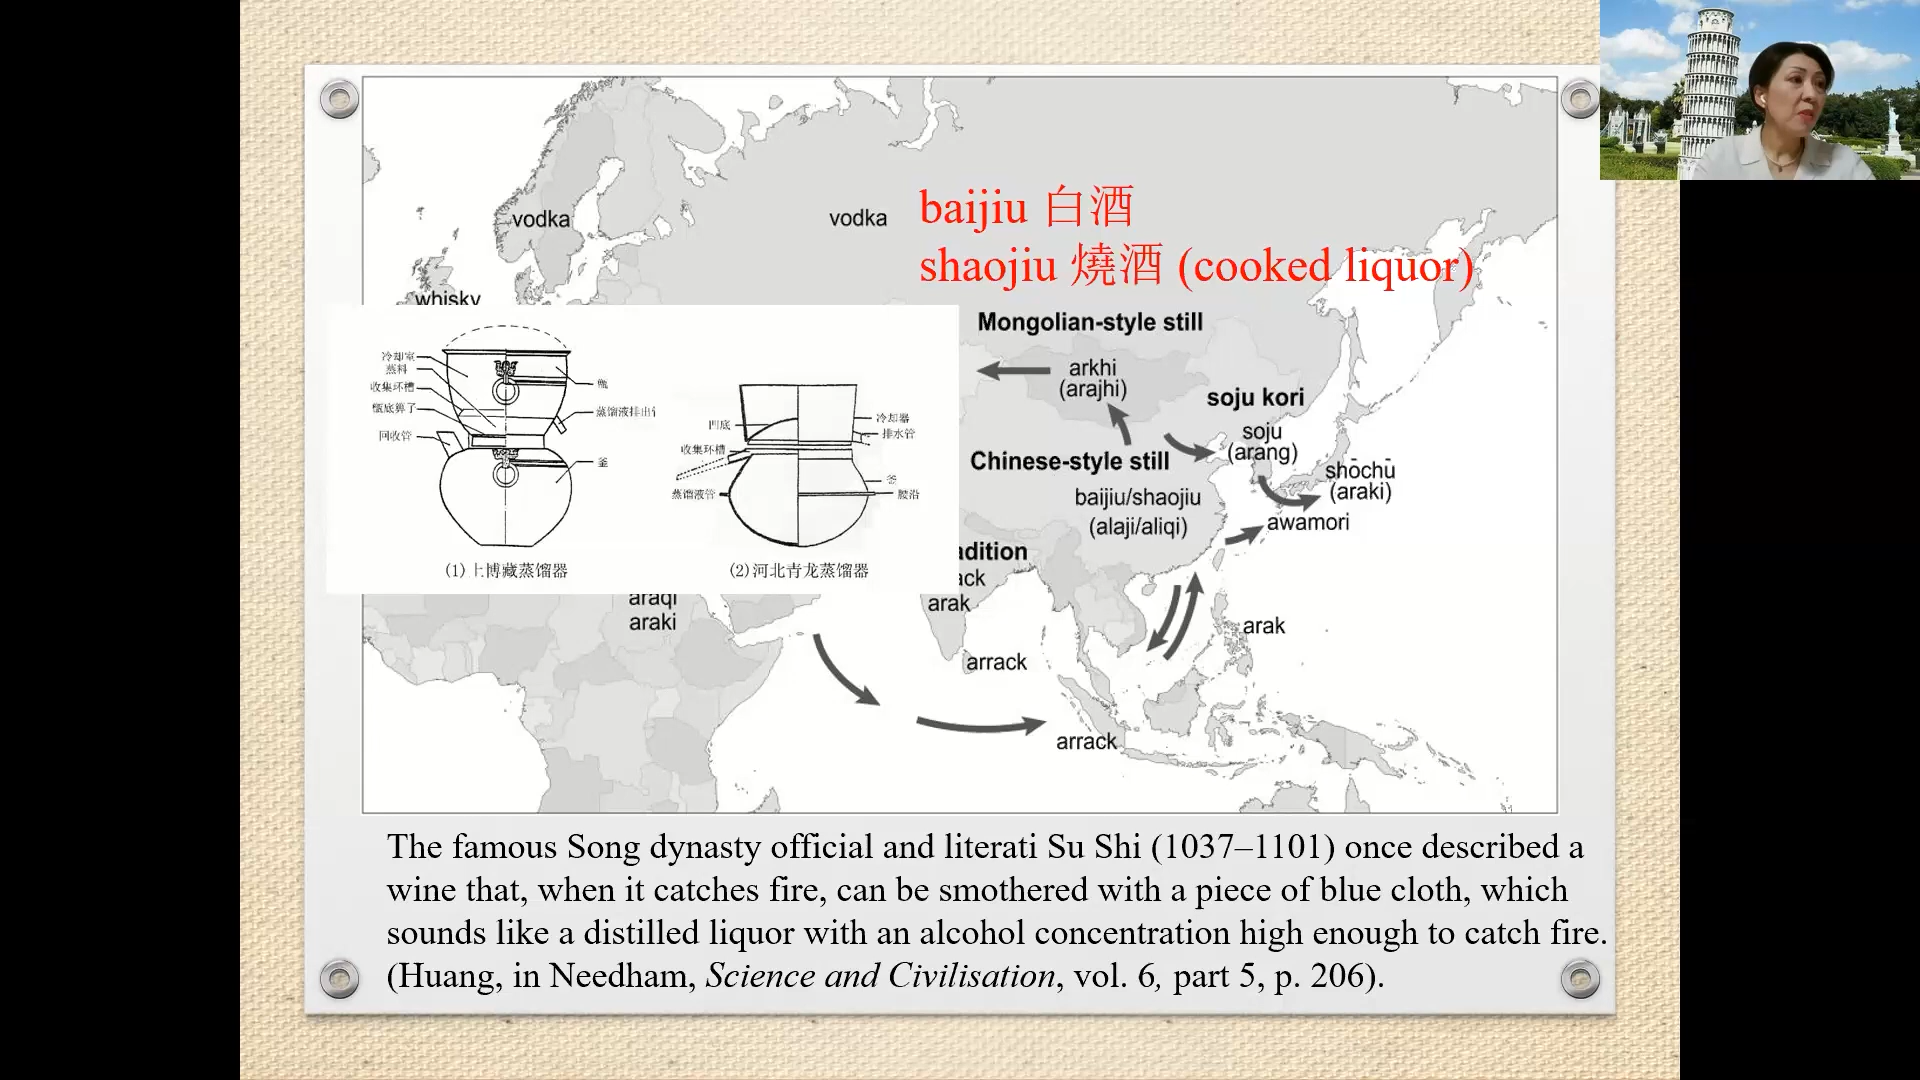 baijiu 白酒
shaojiu 燒酒 (cooked liquor)
vodka
vodka
whisky
Mongolian-style still
arkhi
(arajhi)
soju kori
soju
(arang)
Chinese-style still
baijiu/shaojiu
(alaji/aliqi)
shōchū
(araki)
awamori
adition
ack
arak
araqi
araki
arak
arrack
arrack
冷却室
蒸料
收集环槽
甑底箅子
回收管
甑
蒸馏液排出
釜
(1)上博藏蒸馏器
凹底
收集环槽
蒸馏液管
冷却器
排水管
釜
腰沿
(2)河北青龙蒸馏器
The famous Song dynasty official and literati Su Shi (1037–1101) once described a
wine that, when it catches fire, can be smothered with a piece of blue cloth, which
sounds like a distilled liquor with an alcohol concentration high enough to catch fire.
(Huang, in Needham, Science and Civilisation, vol. 6, part 5, p. 206).